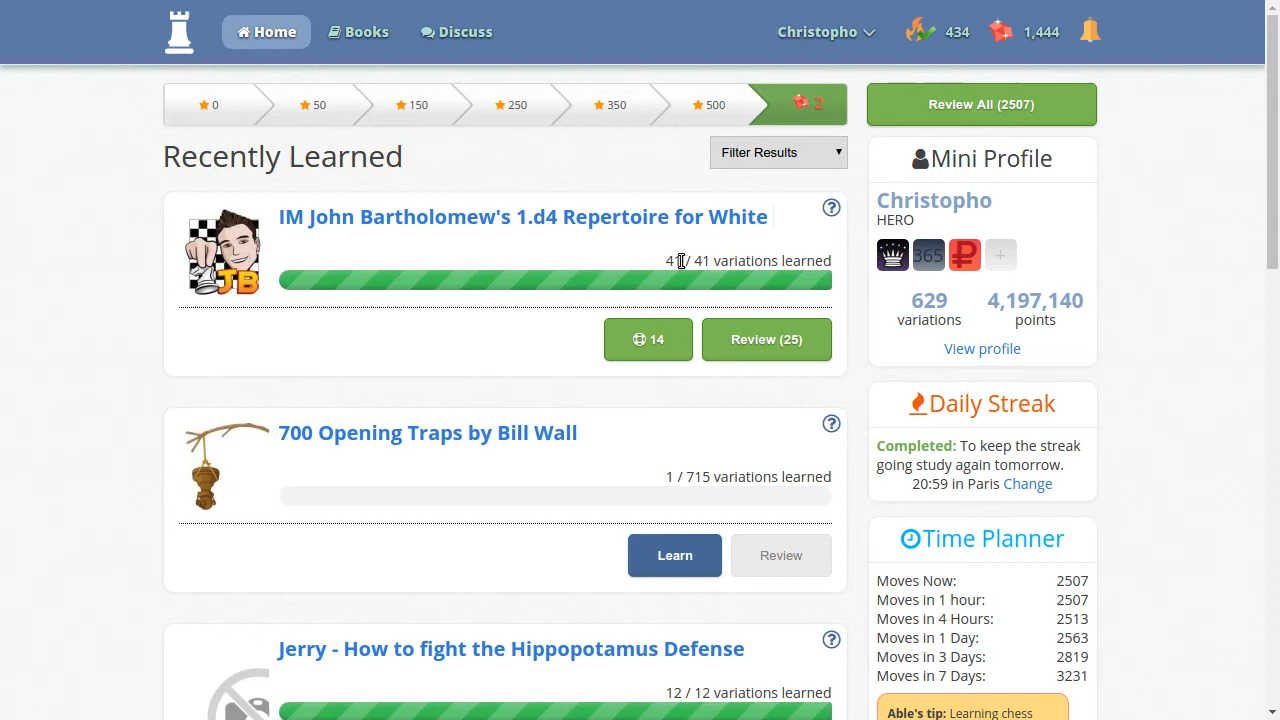 Home
Books
Discuss
Christopho
434
1,444
0
50
150
250
350
500
2
Review All (2507)
Recently Learned
Filter Results
IM John Bartholomew's 1.d4 Repertoire for White
JB
41 / 41 variations learned
14
Review (25)
700 Opening Traps by Bill Wall
1 / 715 variations learned
Learn
Review
Jerry - How to fight the Hippopotamus Defense
12 / 12 variations learned
Mini Profile
Christopho
HERO
365
629
variations
4,197,140
points
View profile
Daily Streak
Completed: To keep the streak
going study again tomorrow.
20:59 in Paris Change
Time Planner
Moves Now: 2507
Moves in 1 hour: 2507
Moves in 4 Hours: 2513
Moves in 1 Day: 2563
Moves in 3 Days: 2819
Moves in 7 Days: 3231
Able's tip: Learning chess